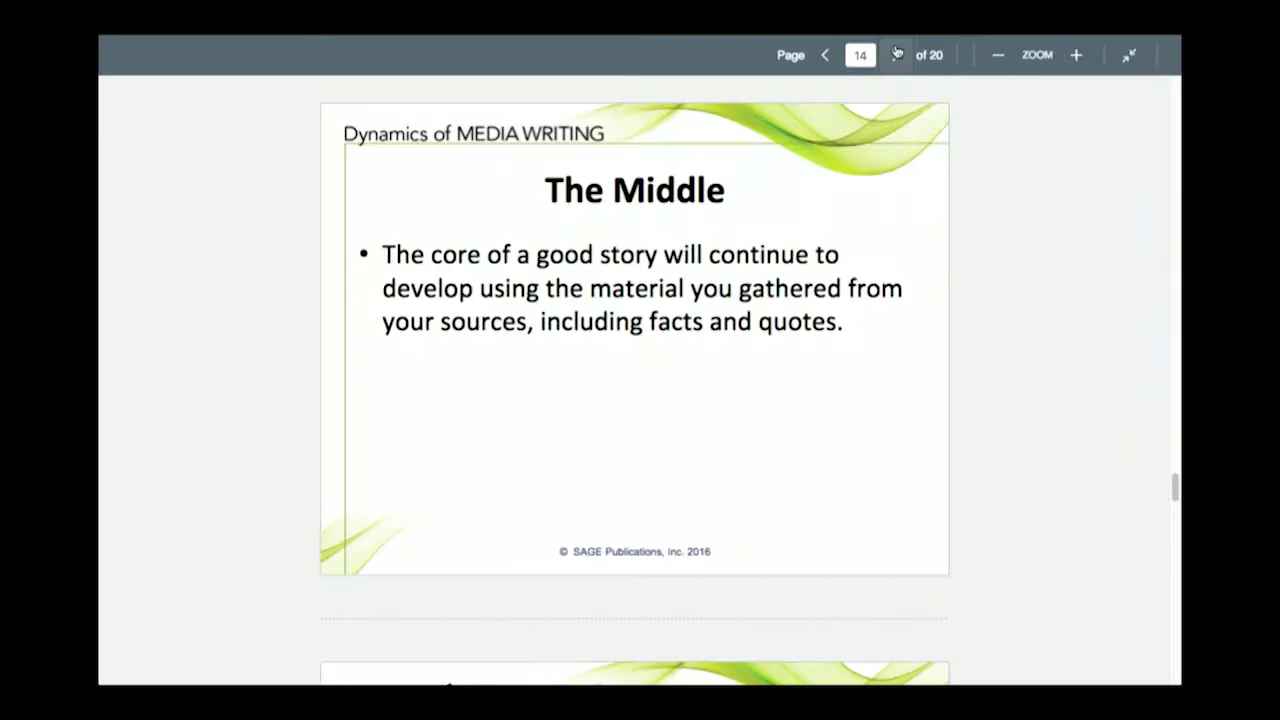 Page 14 of 20 ZOOM
Dynamics of MEDIA WRITING
The Middle
• The core of a good story will continue to
develop using the material you gathered from
your sources, including facts and quotes.
© SAGE Publications, Inc. 2016